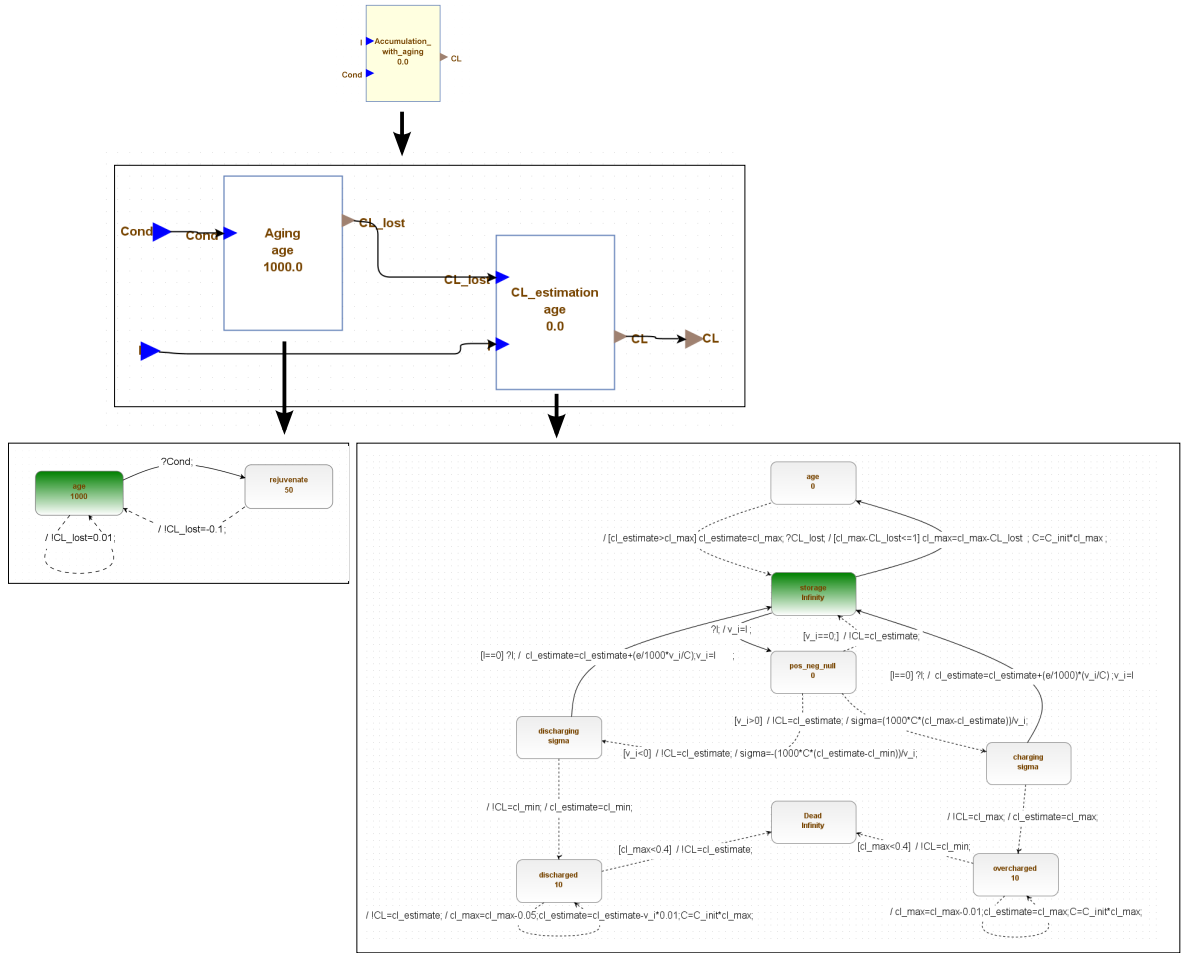 Accumulation_
with_aging
0.0
I
Cond
CL
Cond
Cond
Aging
age
1000.0
CL_lost
CL_lost
CL_estimation
age
0.0
CL
CL
age
1000
?Cond;
rejuvenate
50
/ !CL_lost=-0.1;
/ !CL_lost=0.01;
age
0
/ [cl_estimate>cl_max] cl_estimate=cl_max; ?CL_lost; / [cl_max-CL_lost<=1] cl_max=cl_max-CL_lost ; C=C_init*cl_max ;
storage
Infinity
?I; / v_i=I ;
[v_i==0;] / !CL=cl_estimate;
[I==0] ?I; / cl_estimate=cl_estimate+(e/1000*v_i/C);v_i=I ;
pos_neg_null
0
[I==0] ?I; / cl_estimate=cl_estimate+(e/1000)*(v_i/C) ;v_i=I
[v_i>0] / !CL=cl_estimate; / sigma=(1000*C*(cl_max-cl_estimate))/v_i;
discharging
sigma
[v_i<0] / !CL=cl_estimate; / sigma=-(1000*C*(cl_estimate-cl_min))/v_i;
charging
sigma
/ !CL=cl_min; / cl_estimate=cl_min;
Dead
Infinity
/ !CL=cl_max; / cl_estimate=cl_max;
[cl_max<0.4] / !CL=cl_estimate;
[cl_max<0.4] / !CL=cl_min;
discharged
10
overcharged
10
/ !CL=cl_estimate; / cl_max=cl_max-0.05;cl_estimate=cl_estimate-v_i*0.01;C=C_init*cl_max;
/ cl_max=cl_max-0.01;cl_estimate=cl_max;C=C_init*cl_max;